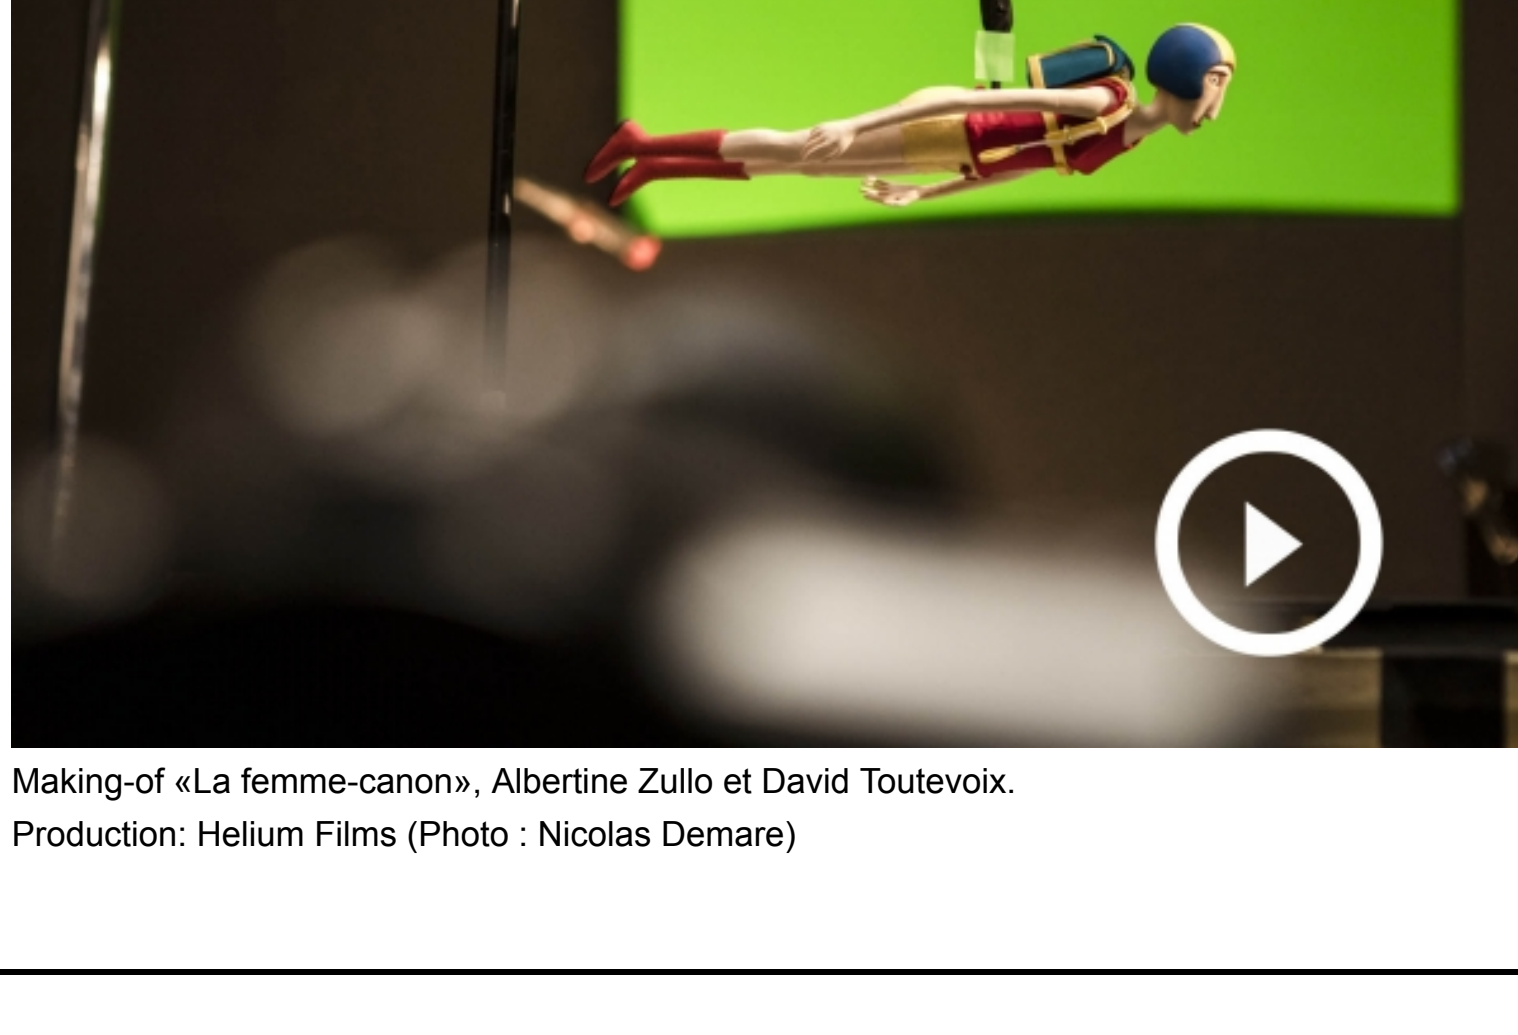 Making-of «La femme-canon», Albertine Zullo et David Toutevoix.
Production: Helium Films (Photo : Nicolas Demare)